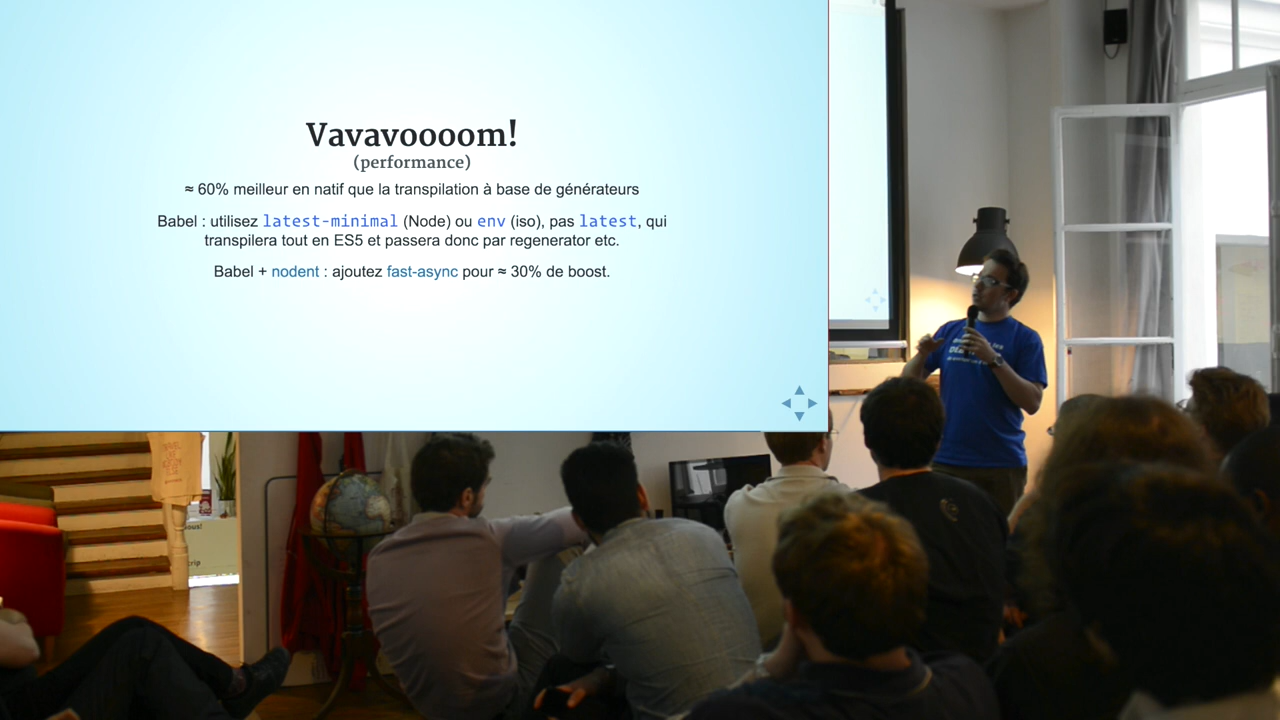 Vavavoooom!
(performance)
≈ 60% meilleur en natif que la transpilation à base de générateurs
Babel : utilisez latest-minimal (Node) ou env (iso), pas latest, qui
transpilera tout en ES5 et passera donc par regenerator etc.
Babel + nodent : ajoutez fast-async pour ≈ 30% de boost.